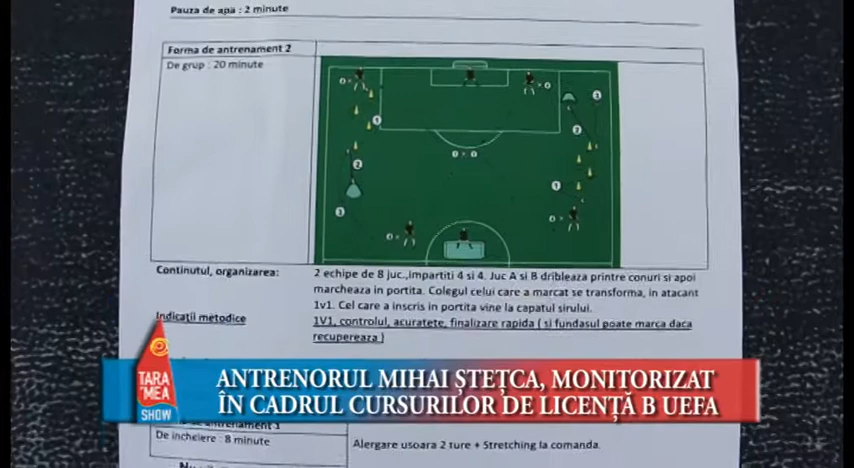 Pauza de apa : 2 minute
Forma de antrenament 2
De grup : 20 minute
Continutul, organizarea:
2 echipe de 8 juc.,impartiti 4 si 4. Juc A si B dribleaza printre conuri si apoi
marcheaza in portita. Colegul celui care a marcat se transforma, in atacant
1v1. Cel care a inscris in portita vine la capatul sirului.
Indicatii metodice
1V1, controlul, acuratete, finalizare rapida ( si fundasul poate marca daca
recupereaza )
TARA
'MEA
SHOW
ANTRENORUL MIHAI ȘTEȚCA, MONITORIZAT
ÎN CADRUL CURSURILOR DE LICENȚĂ B UEFA
antrenament 1
De incheiere : 8 minute
Alergare usoara 2 ture + Stretching la comanda.